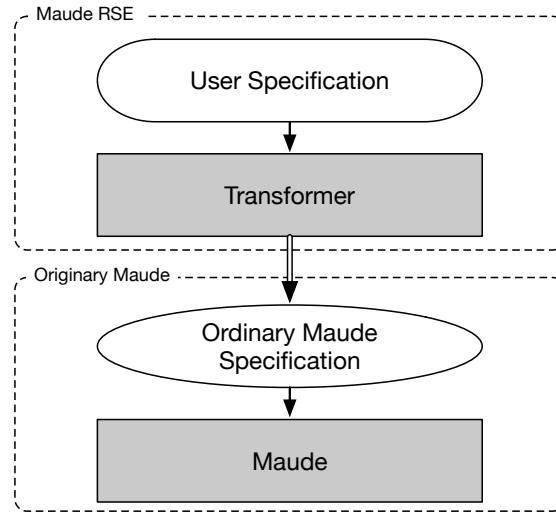 Maude RSE
User Specification
Transformer
Originary Maude
Ordinary Maude
Specification
Maude